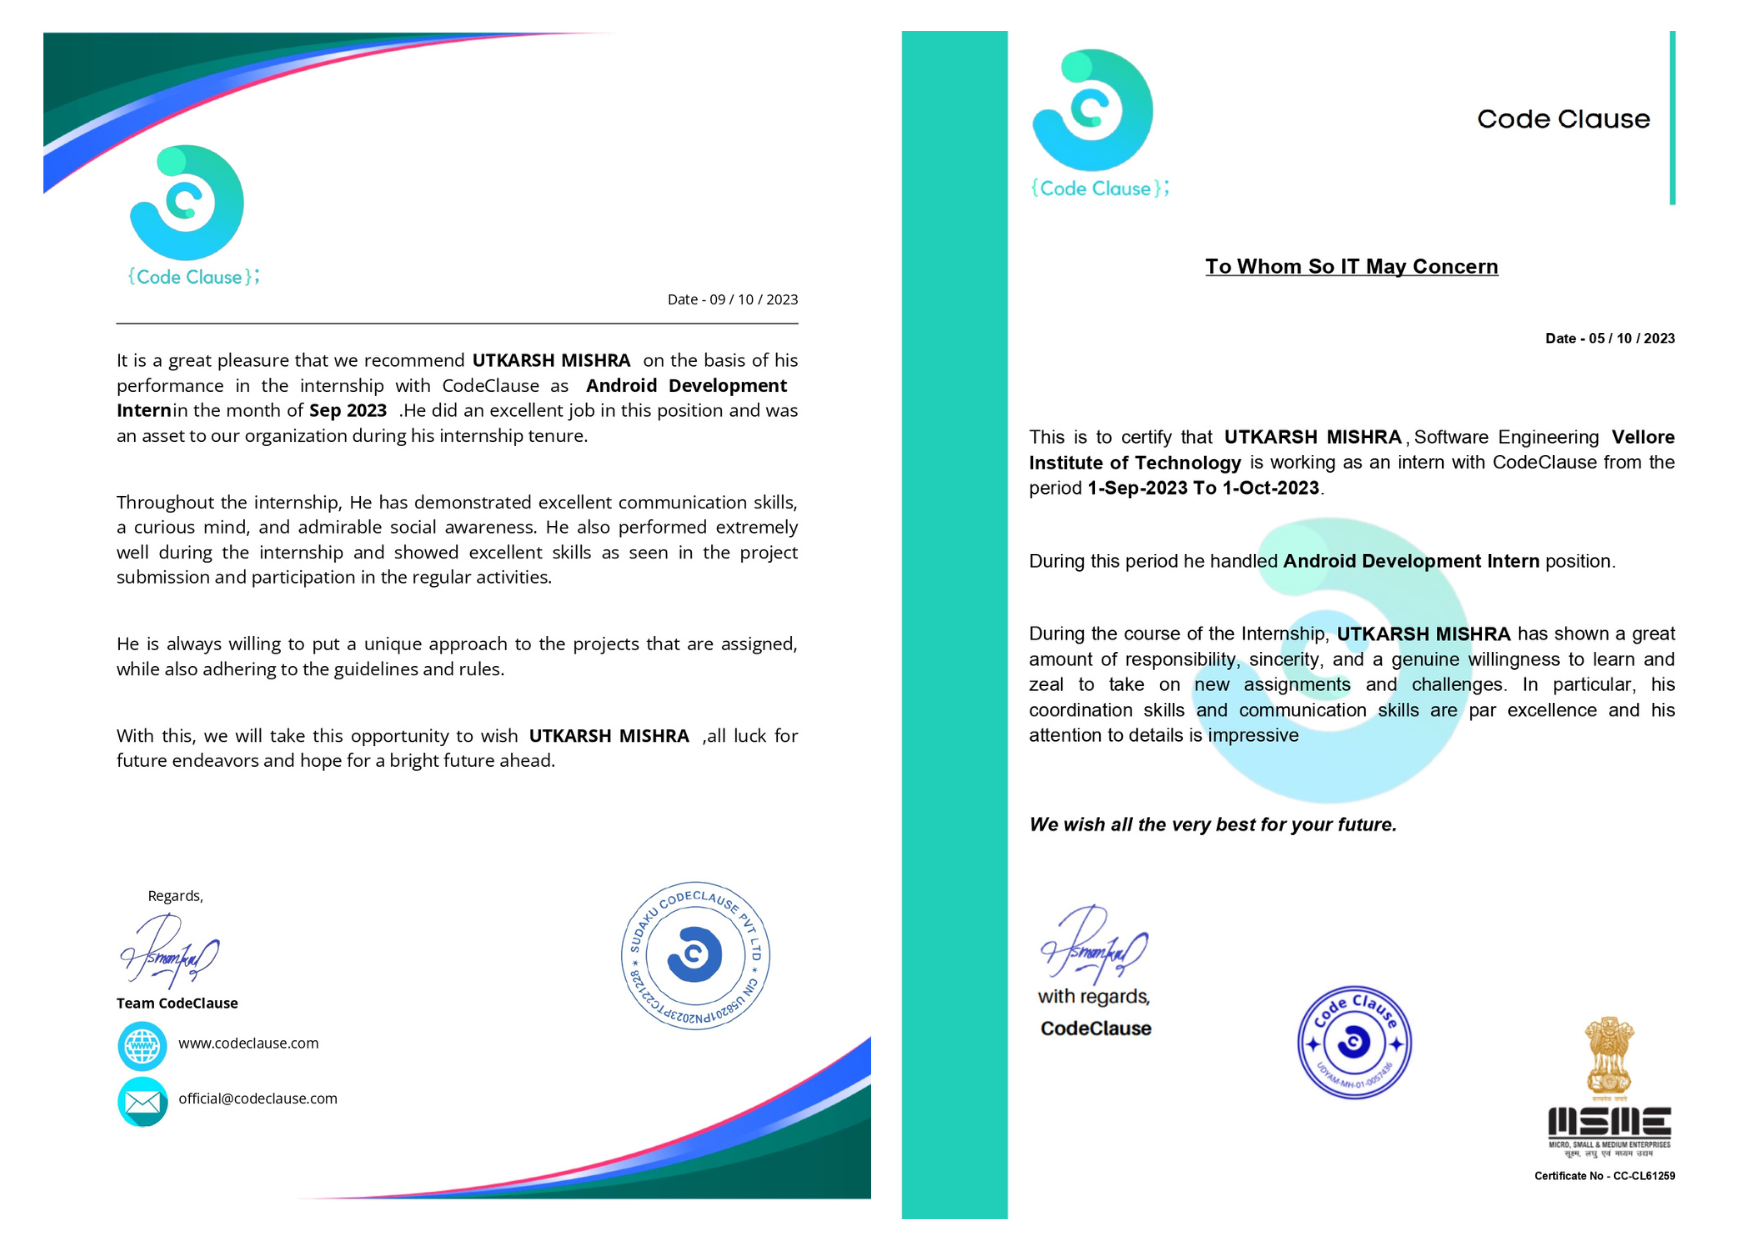 {Code Clause};
Date - 09 / 10 / 2023
It is a great pleasure that we recommend UTKARSH MISHRA on the basis of his
performance in the internship with CodeClause as Android Development
Internin the month of Sep 2023 .He did an excellent job in this position and was
an asset to our organization during his internship tenure.
Throughout the internship, He has demonstrated excellent communication skills,
a curious mind, and admirable social awareness. He also performed extremely
well during the internship and showed excellent skills as seen in the project
submission and participation in the regular activities.
He is always willing to put a unique approach to the projects that are assigned,
while also adhering to the guidelines and rules.
With this, we will take this opportunity to wish UTKARSH MISHRA ,all luck for
future endeavors and hope for a bright future ahead.
Regards,
Team CodeClause
www.codeclause.com
official@codeclause.com
SUDAKU CODECLAUSE PVT LTD * CIN U58201PN2023PTC221228 *
{Code Clause};
Code Clause
To Whom So IT May Concern
Date - 05 / 10 / 2023
This is to certify that UTKARSH MISHRA , Software Engineering Vellore
Institute of Technology is working as an intern with CodeClause from the
period 1-Sep-2023 To 1-Oct-2023.
During this period he handled Android Development Intern position.
During the course of the Internship, UTKARSH MISHRA has shown a great
amount of responsibility, sincerity, and a genuine willingness to learn and
zeal to take on new assignments and challenges. In particular, his
coordination skills and communication skills are par excellence and his
attention to details is impressive
We wish all the very best for your future.
with regards,
CodeClause
Code Clause
UDYAM-MH-01-0057436
सत्यमेव जयते
MSME
MICRO, SMALL & MEDIUM ENTERPRISES
सूक्ष्म, लघु एवं मध्यम उद्यम
Certificate No - CC-CL61259